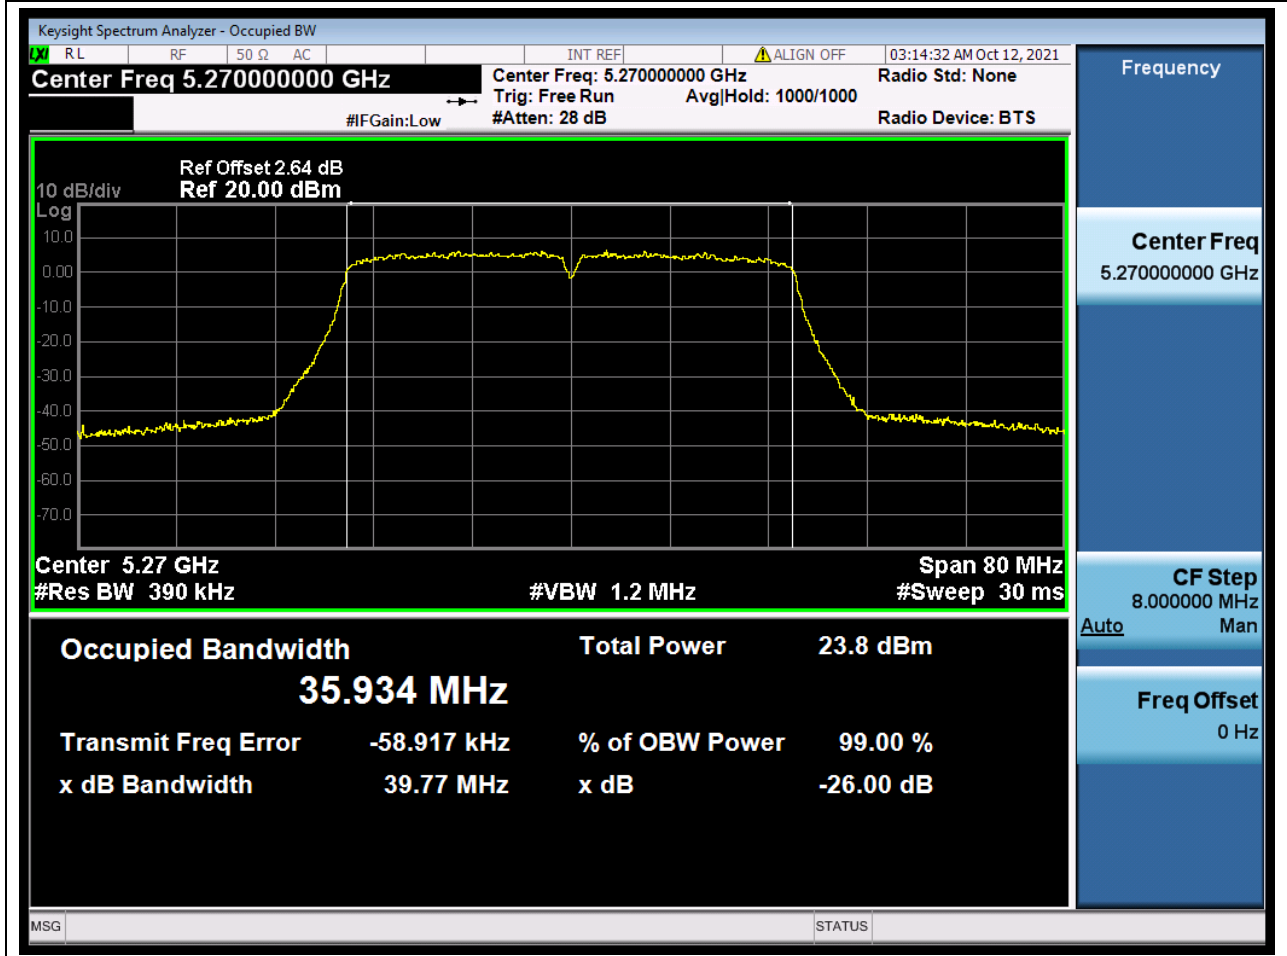 Keysight Spectrum Analyzer - Occupied BW
LXI RL RF 50 Ω AC INT REF ALIGN OFF 03:14:32 AM Oct 12, 2021
Center Freq 5.270000000 GHz
Center Freq: 5.270000000 GHz
Radio Std: None
Trig: Free Run Avg|Hold: 1000/1000
#IFGain:Low
#Atten: 28 dB
Radio Device: BTS
Ref Offset 2.64 dB
10 dB/div Ref 20.00 dBm
Log
10.0
0.00
-10.0
-20.0
-30.0
-40.0
-50.0
-60.0
-70.0
Center 5.27 GHz Span 80 MHz
#Res BW 390 kHz #VBW 1.2 MHz #Sweep 30 ms
Occupied Bandwidth Total Power 23.8 dBm
35.934 MHz
Transmit Freq Error -58.917 kHz % of OBW Power 99.00 %
x dB Bandwidth 39.77 MHz x dB -26.00 dB
Frequency
Center Freq
5.270000000 GHz
CF Step
8.000000 MHz
Auto Man
Freq Offset
0 Hz
MSG STATUS